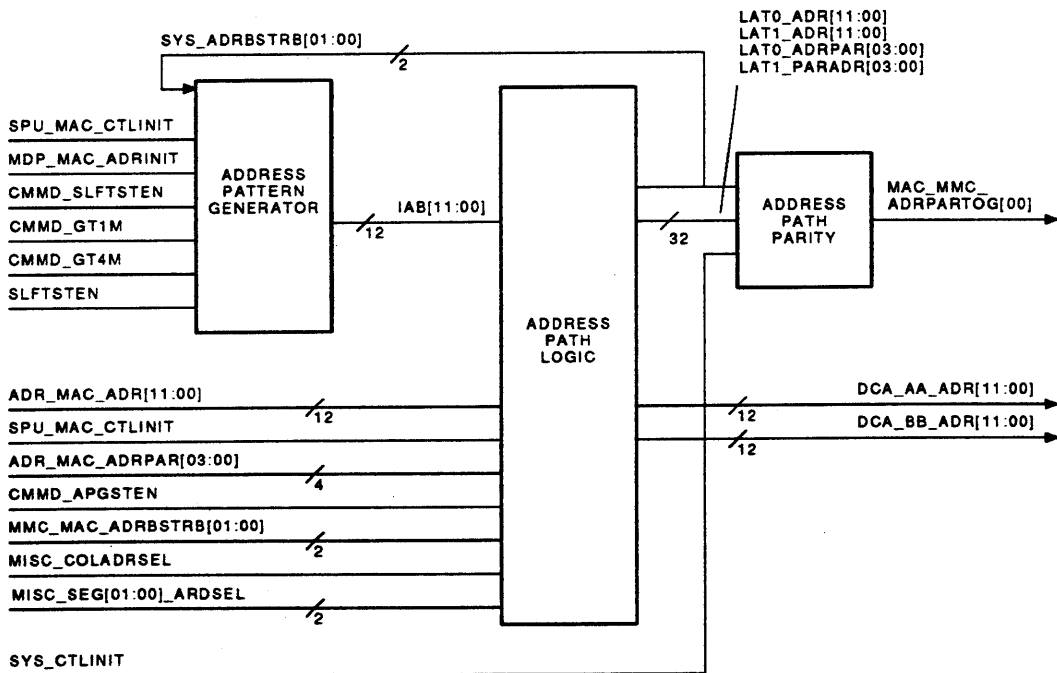 LAT0_ADR[11:00]
LAT1_ADR[11:00]
LAT0_ADRPAR[03:00]
LAT1_PARADR[03:00]
SYS_ADRBSTRB[01:00]
2
SPU_MAC_CTLINIT
MDP_MAC_ADRINIT
CMMD_SLFTSTEN
CMMD_GT1M
CMMD_GT4M
SLFTSTEN
ADDRESS
PATTERN
GENERATOR
IAB[11:00]
12
ADDRESS
PATH
LOGIC
32
ADDRESS
PATH
PARITY
MAC_MMC_
ADRPARTOG[00]
ADR_MAC_ADR[11:00]
12
SPU_MAC_CTLINIT
ADR_MAC_ADRPAR[03:00]
4
CMMD_APGSTEN
MMC_MAC_ADRBSTRB[01:00]
2
MISC_COLADRSEL
MISC_SEG[01:00]_ARDSEL
2
DCA_AA_ADR[11:00]
12
DCA_BB_ADR[11:00]
12
SYS_CTLINIT